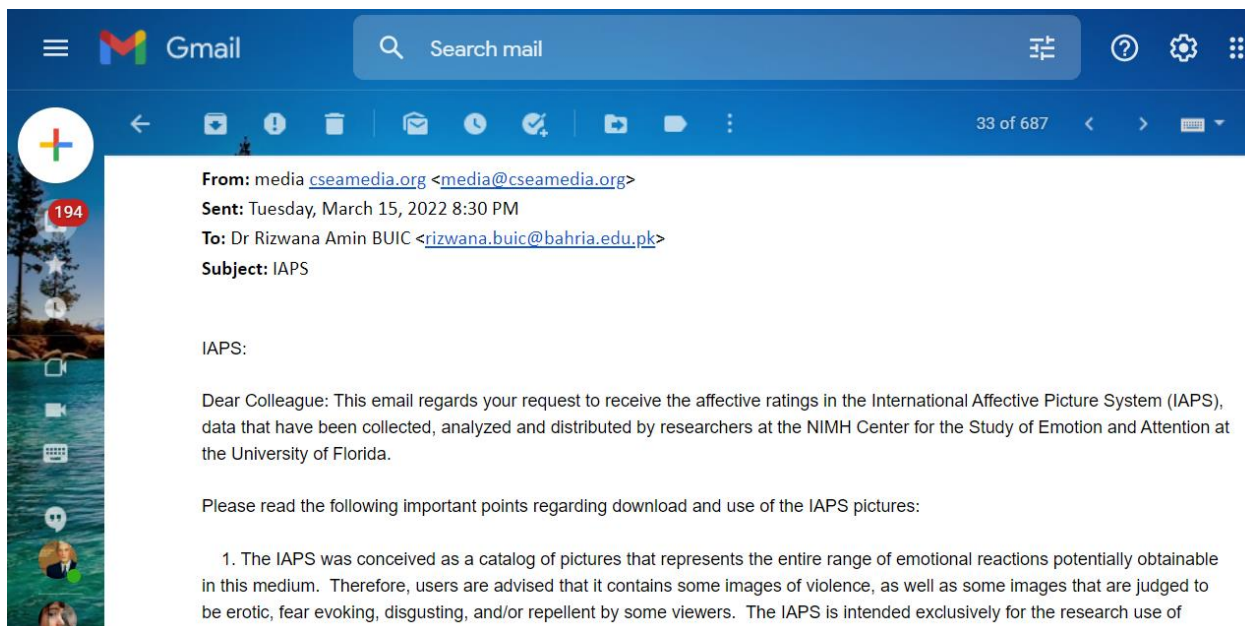 Gmail
Search mail
33 of 687
194
From: media cseamedia.org <media@cseamedia.org>
Sent: Tuesday, March 15, 2022 8:30 PM
To: Dr Rizwana Amin BUIC <rizwana.buic@bahria.edu.pk>
Subject: IAPS
IAPS:
Dear Colleague: This email regards your request to receive the affective ratings in the International Affective Picture System (IAPS),
data that have been collected, analyzed and distributed by researchers at the NIMH Center for the Study of Emotion and Attention at
the University of Florida.
Please read the following important points regarding download and use of the IAPS pictures:
1. The IAPS was conceived as a catalog of pictures that represents the entire range of emotional reactions potentially obtainable
in this medium.  Therefore, users are advised that it contains some images of violence, as well as some images that are judged to
be erotic, fear evoking, disgusting, and/or repellent by some viewers.  The IAPS is intended exclusively for the research use of